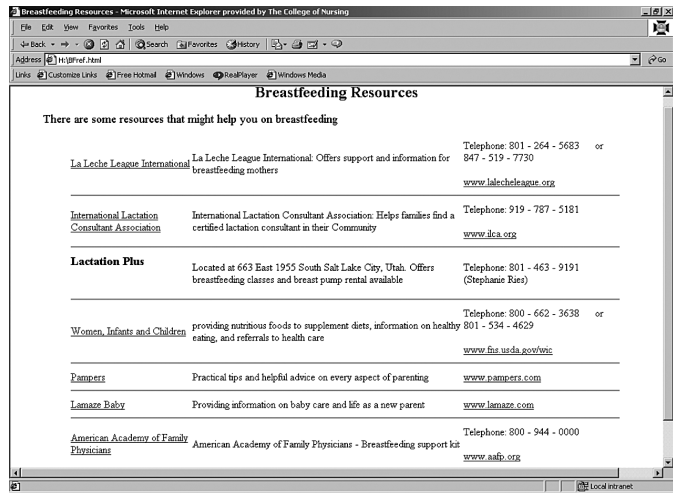 Breastfeeding Resources - Microsoft Internet Explorer provided by The College of Nursing
File Edit View Favorites Tools Help
Back Search Favorites History
Address H:\BFref.html Go
Links Customize Links Free Hotmail Windows RealPlayer Windows Media
Breastfeeding Resources
There are some resources that might help you on breastfeeding
La Leche League International
La Leche League International: Offers support and information for
breastfeeding mothers
Telephone: 801 - 264 - 5683 or
847 - 519 - 7730
www.lalecheleague.org
International Lactation
Consultant Association
International Lactation Consultant Association: Helps families find a
certified lactation consultant in their Community
Telephone: 919 - 787 - 5181
www.ilca.org
Lactation Plus
Located at 663 East 1955 South Salt Lake City, Utah. Offers
breastfeeding classes and breast pump rental available
Telephone: 801 - 463 - 9191
(Stephanie Ries)
Women, Infants and Children
providing nutritious foods to supplement diets, information on healthy
eating, and referrals to health care
Telephone: 800 - 662 - 3638 or
801 - 534 - 4629
www.fns.usda.gov/wic
Pampers
Practical tips and helpful advice on every aspect of parenting
www.pampers.com
Lamaze Baby
Providing information on baby care and life as a new parent
www.lamaze.com
American Academy of Family
Physicians
American Academy of Family Physicians - Breastfeeding support kit
Telephone: 800 - 944 - 0000
www.aafp.org
Local intranet